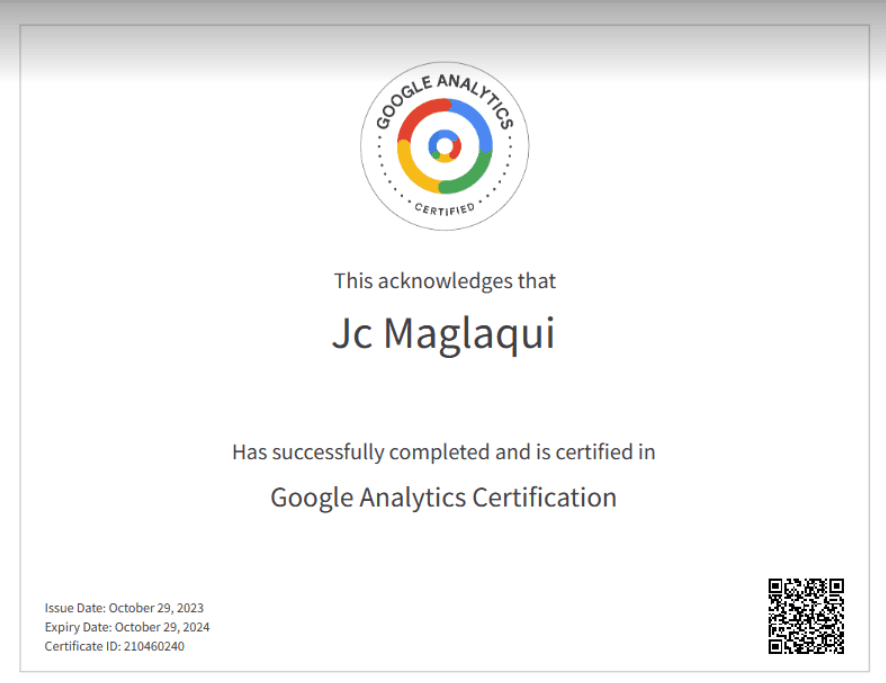 GOOGLE ANALYTICS
CERTIFIED
This acknowledges that
Jc Maglaqui
Has successfully completed and is certified in
Google Analytics Certification
Issue Date: October 29, 2023
Expiry Date: October 29, 2024
Certificate ID: 210460240